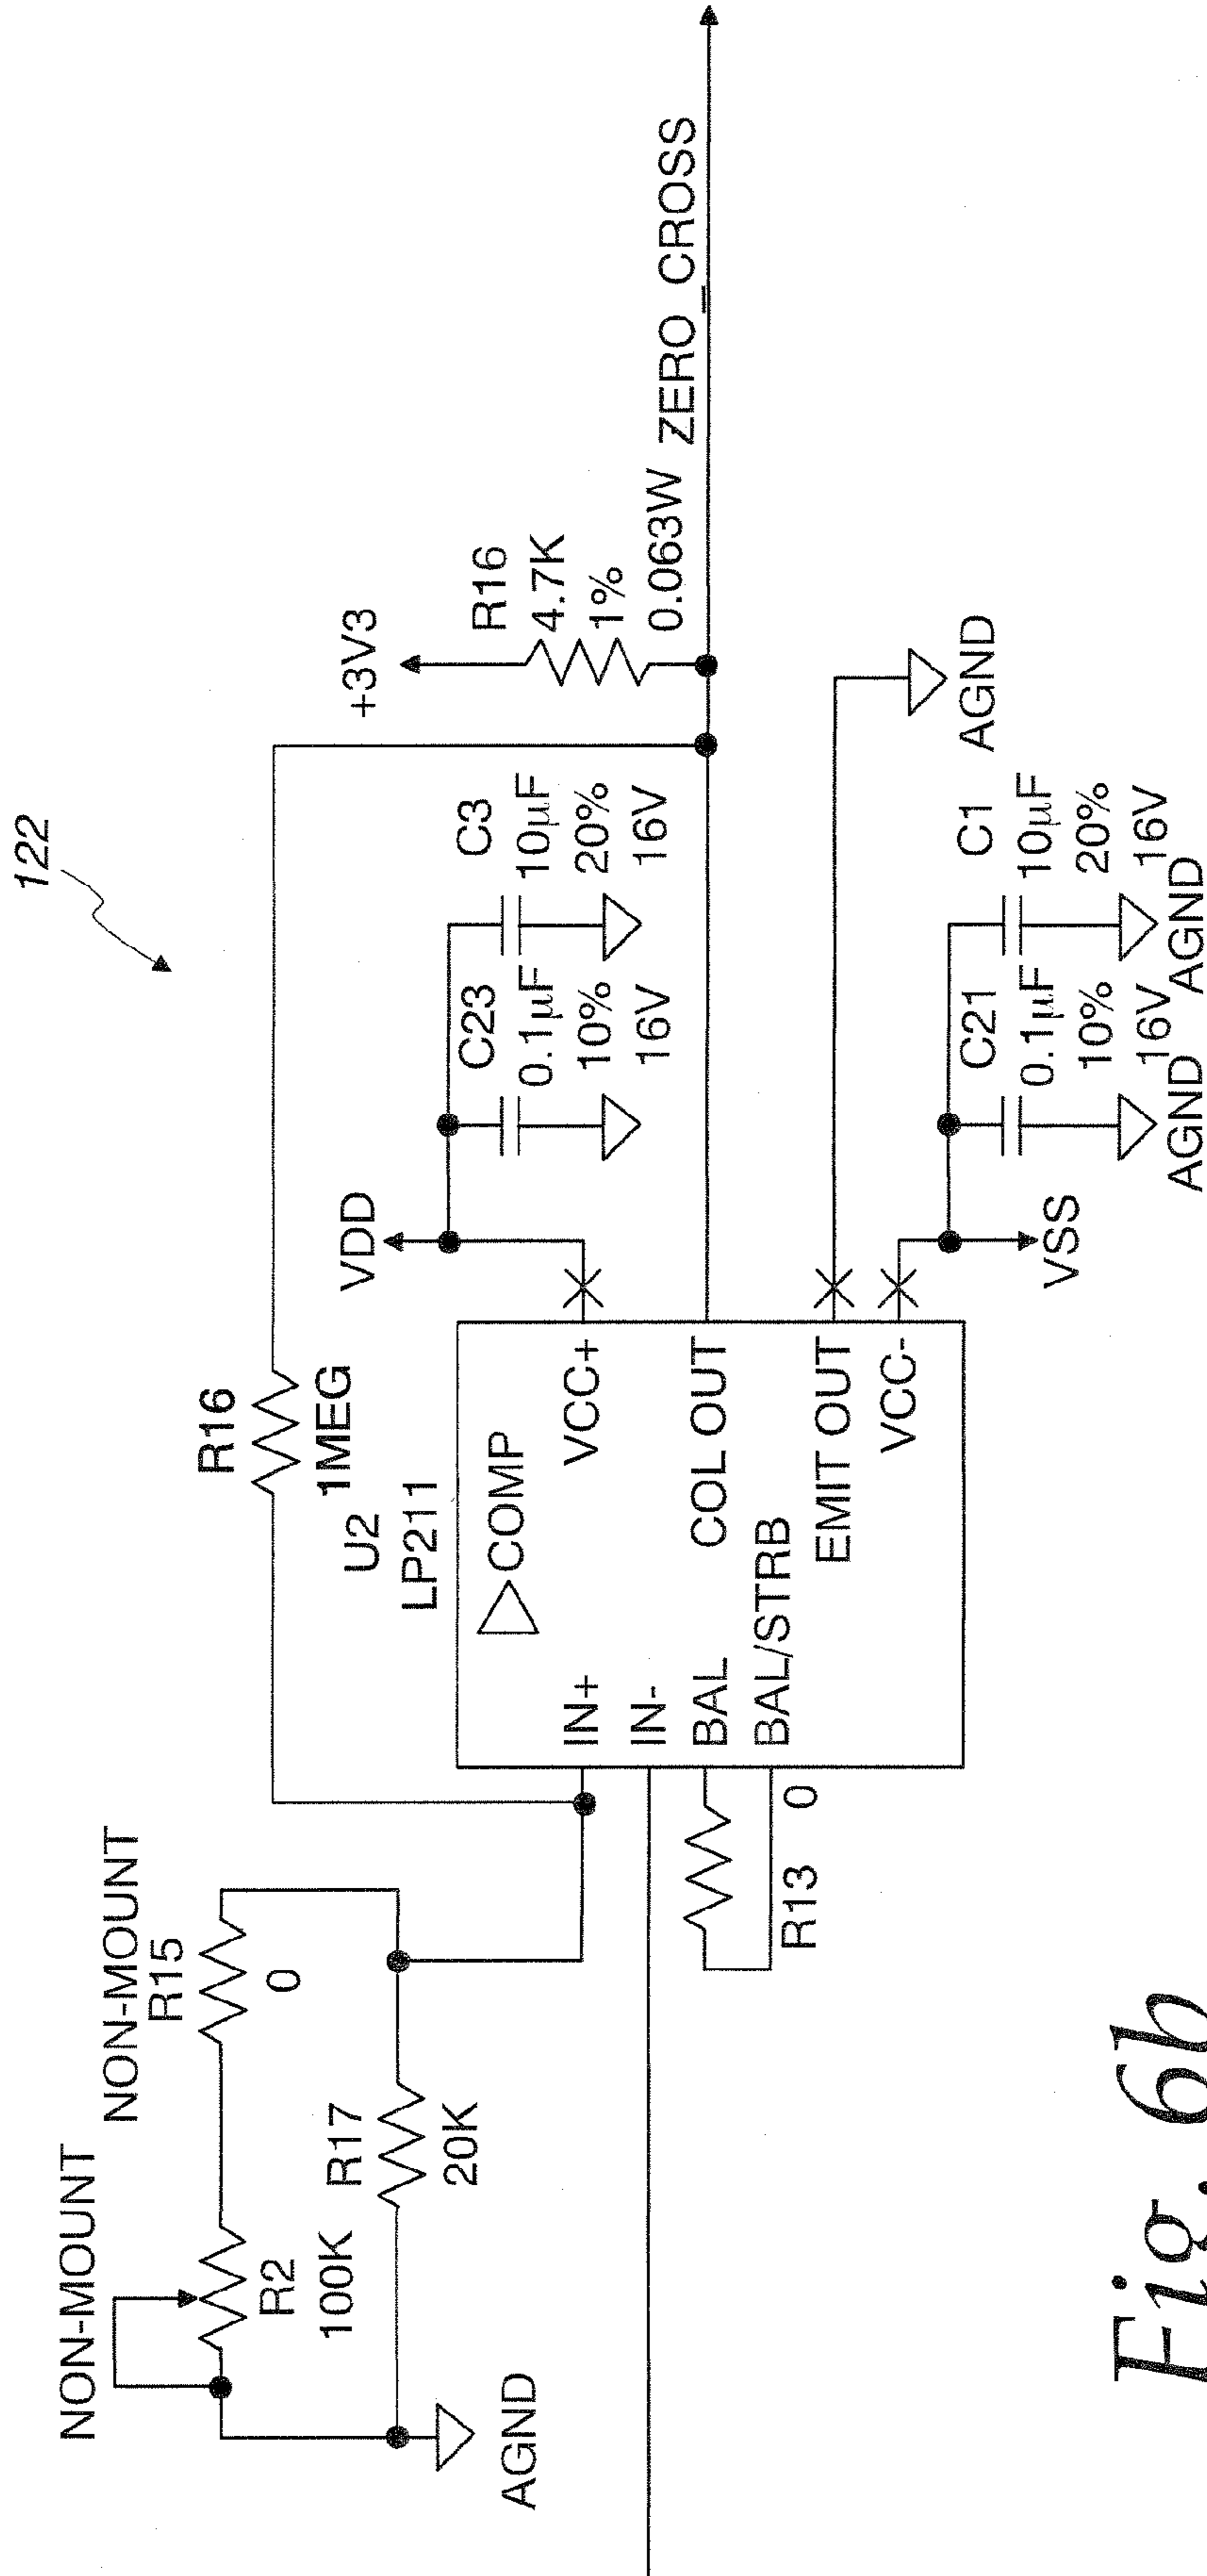 122
NON-MOUNT
R2
100K
NON-MOUNT
R15
0
R17
20K
AGND
R16
1MEG
U2
LP211
COMP
IN+
IN-
BAL
BAL/STRB
VCC+
COL OUT
EMIT OUT
VCC-
R13
0
VDD
C23
0.1µF
10%
16V
C3
10µF
20%
16V
+3V3
R16
4.7K
1%
0.063W
ZERO_CROSS
AGND
VSS
C21
0.1µF
10%
16V
AGND
C1
10µF
20%
16V
AGND
Fig. 6b